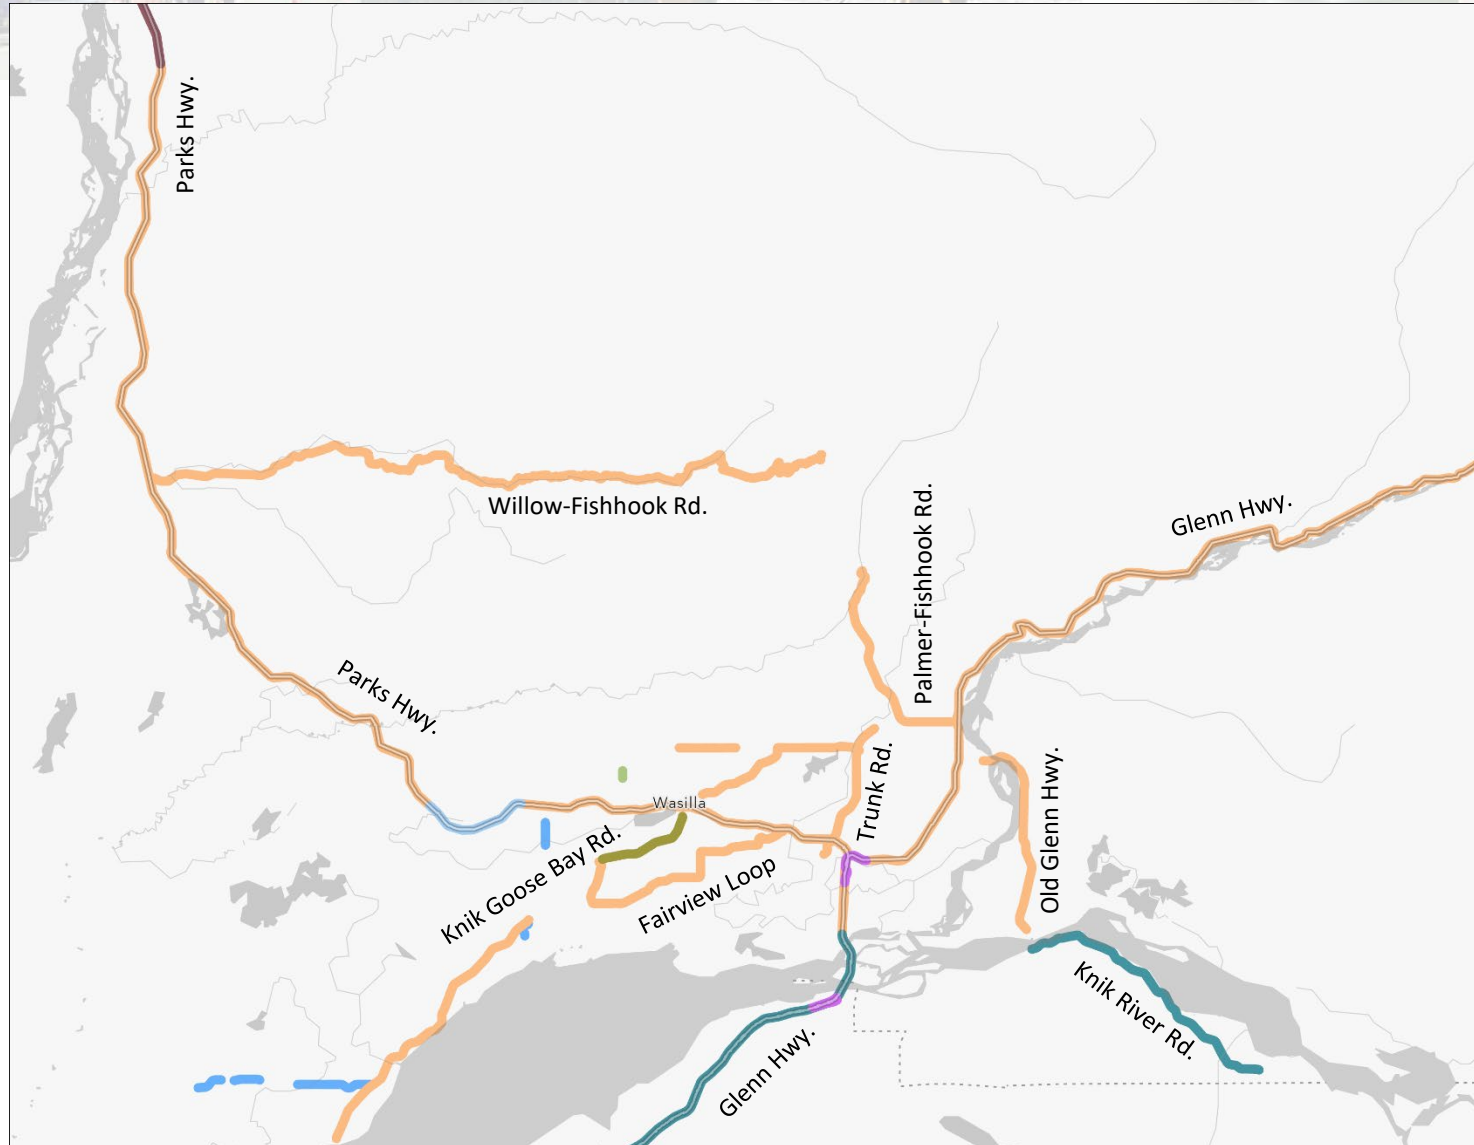 Parks Hwy.
Willow-Fishhook Rd.
Glenn Hwy.
Palmer-Fishhook Rd.
Parks Hwy.
Wasilla
Trunk Rd.
Knik Goose Bay Rd.
Fairview Loop
Old Glenn Hwy.
Knik River Rd.
Glenn Hwy.